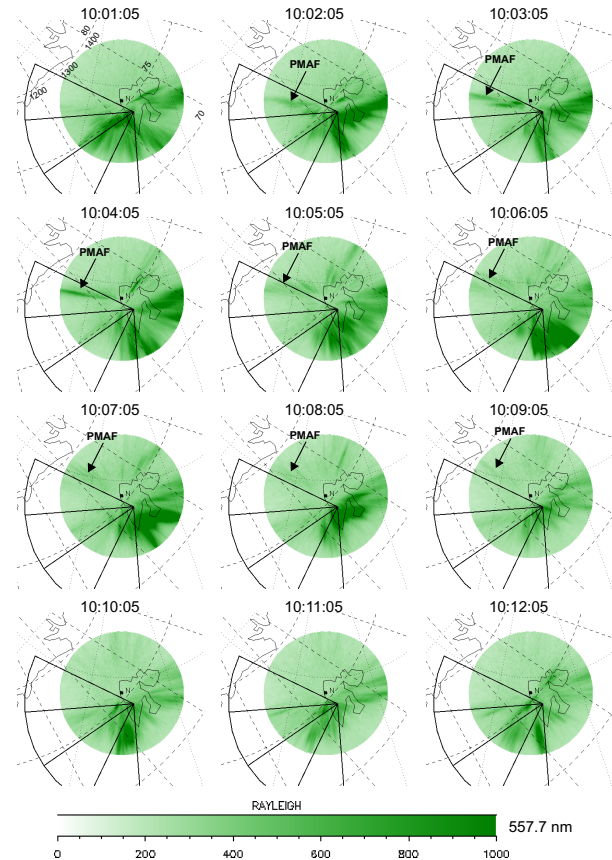 10:01:05 10:02:05 10:03:05
80
1400
1300
1200
75
70
N
PMAF
N
PMAF
N
10:04:05 10:05:05 10:06:05
PMAF
N
PMAF
N
PMAF
N
10:07:05 10:08:05 10:09:05
PMAF
N
PMAF
N
PMAF
N
10:10:05 10:11:05 10:12:05
N
N
N
RAYLEIGH
557.7 nm
0 200 400 600 800 1000